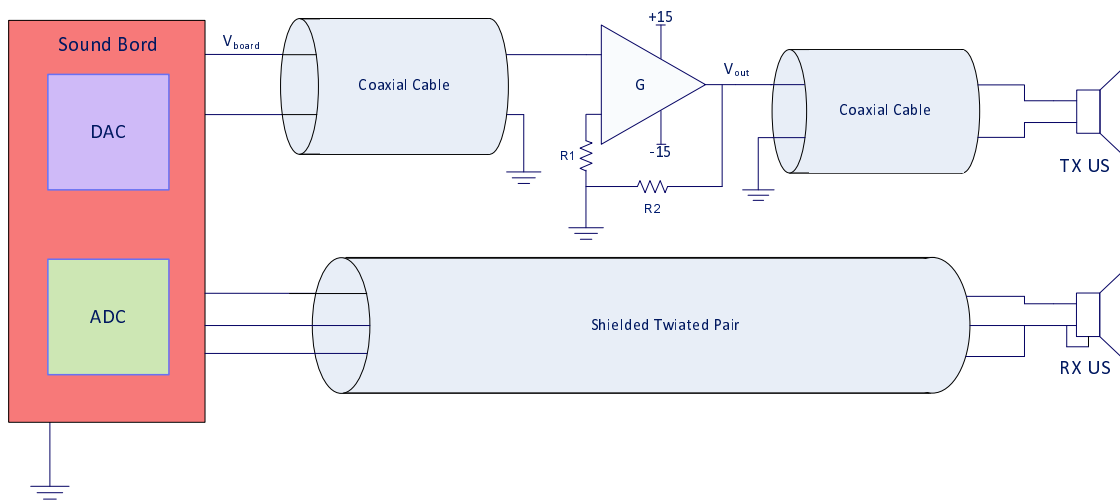 Sound Bord
DAC
ADC
V_board
Coaxial Cable
+15
G
-15
R1
R2
V_out
Coaxial Cable
TX US
Shielded Twiated Pair
RX US